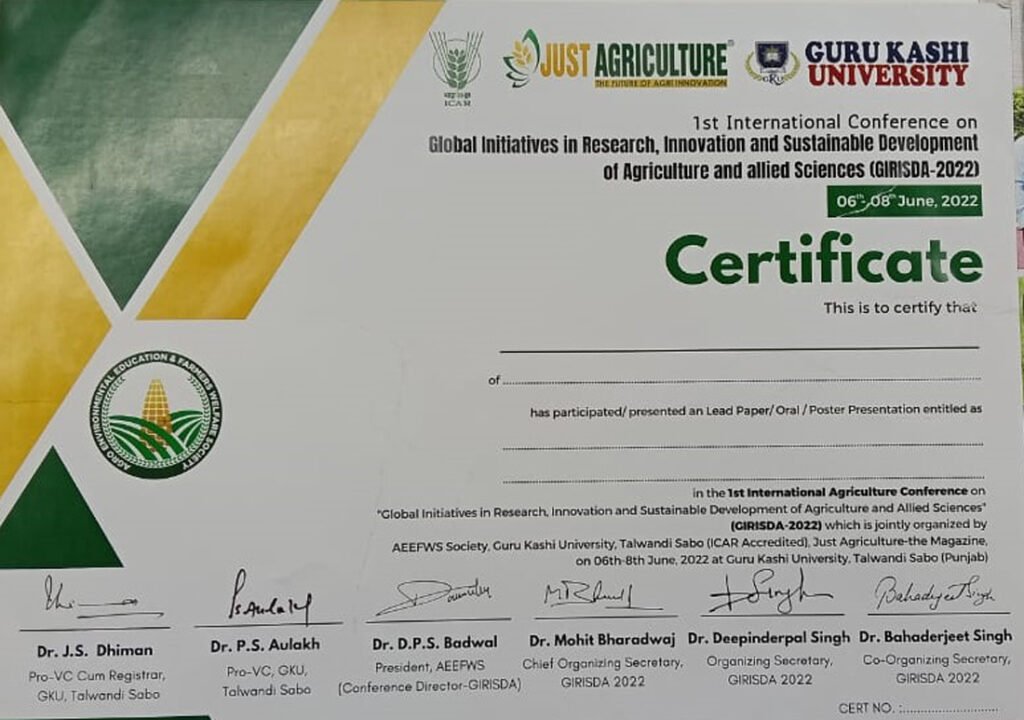 ICAR
JUST AGRICULTURE
THE FUTURE OF AGRI INNOVATION
GKU
GURU KASHI
UNIVERSITY
1st International Conference on
Global Initiatives in Research, Innovation and Sustainable Development
of Agriculture and allied Sciences (GIRISDA-2022)
06th-08th June, 2022
Certificate
This is to certify that
of
has participated/ presented an Lead Paper/ Oral / Poster Presentation entitled as
AGRO ENVIRONMENTAL EDUCATION & FARMERS WELFARE SOCIETY
in the 1st International Agriculture Conference on
"Global Initiatives in Research, Innovation and Sustainable Development of Agriculture and Allied Sciences"
(GIRISDA-2022) which is jointly organized by
AEEFWS Society, Guru Kashi University, Talwandi Sabo (ICAR Accredited), Just Agriculture-the Magazine,
on 06th-8th June, 2022 at Guru Kashi University, Talwandi Sabo (Punjab)
PsAulakh
DSingh
Bahaderjeet Singh
Dr. J.S. Dhiman
Pro-VC Cum Registrar,
GKU, Talwandi Sabo
Dr. P.S. Aulakh
Pro-VC, GKU,
Talwandi Sabo
Dr. D.P.S. Badwal
President, AEEFWS
(Conference Director-GIRISDA)
Dr. Mohit Bharadwaj
Chief Organizing Secretary,
GIRISDA 2022
Dr. Deepinderpal Singh
Organizing Secretary,
GIRISDA 2022
Dr. Bahaderjeet Singh
Co-Organizing Secretary,
GIRISDA 2022
CERT NO. :